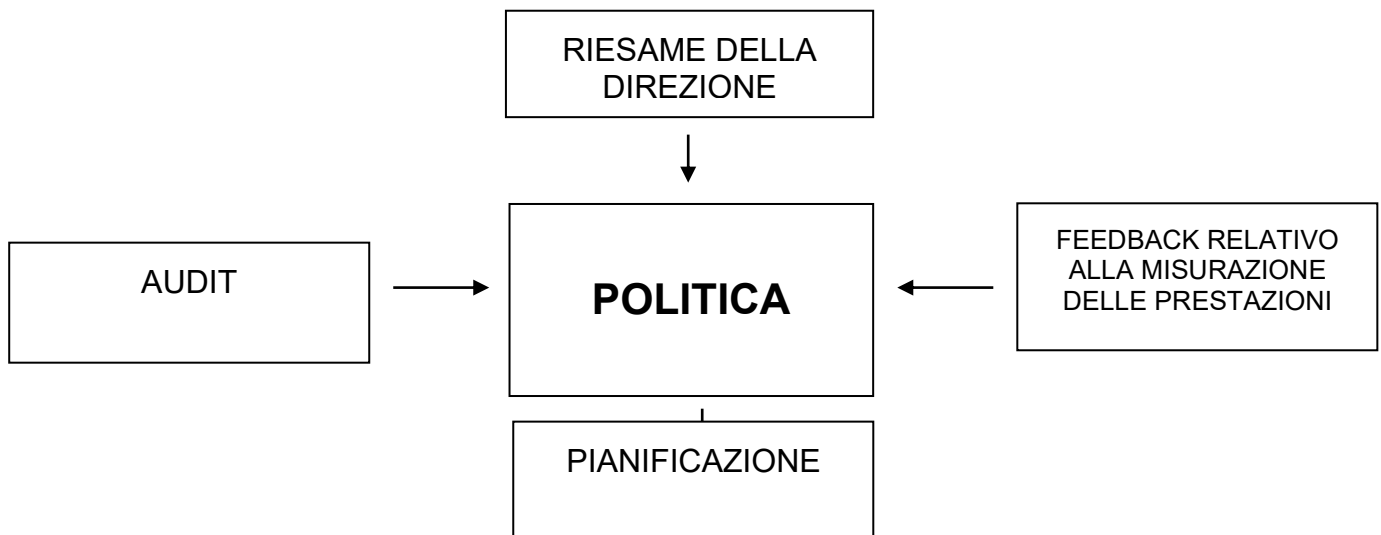 RIESAME DELLA
DIREZIONE
AUDIT
POLITICA
FEEDBACK RELATIVO
ALLA MISURAZIONE
DELLE PRESTAZIONI
PIANIFICAZIONE